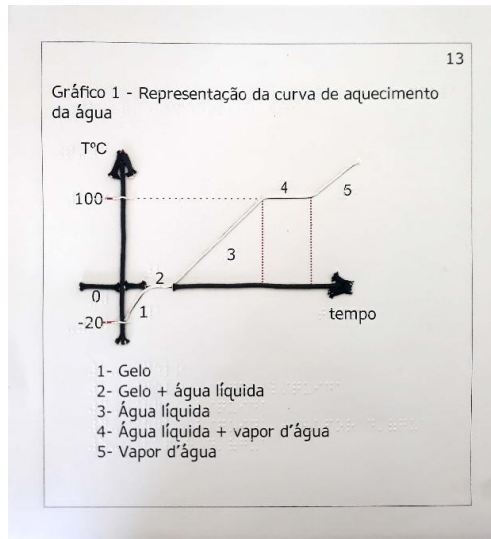 13
Gráfico 1 - Representação da curva de aquecimento
da água
TºC
100
4
5
3
2
0
1
-20
tempo
1- Gelo
2- Gelo + água líquida
3- Água líquida
4- Água líquida + vapor d´água
5- Vapor d´água